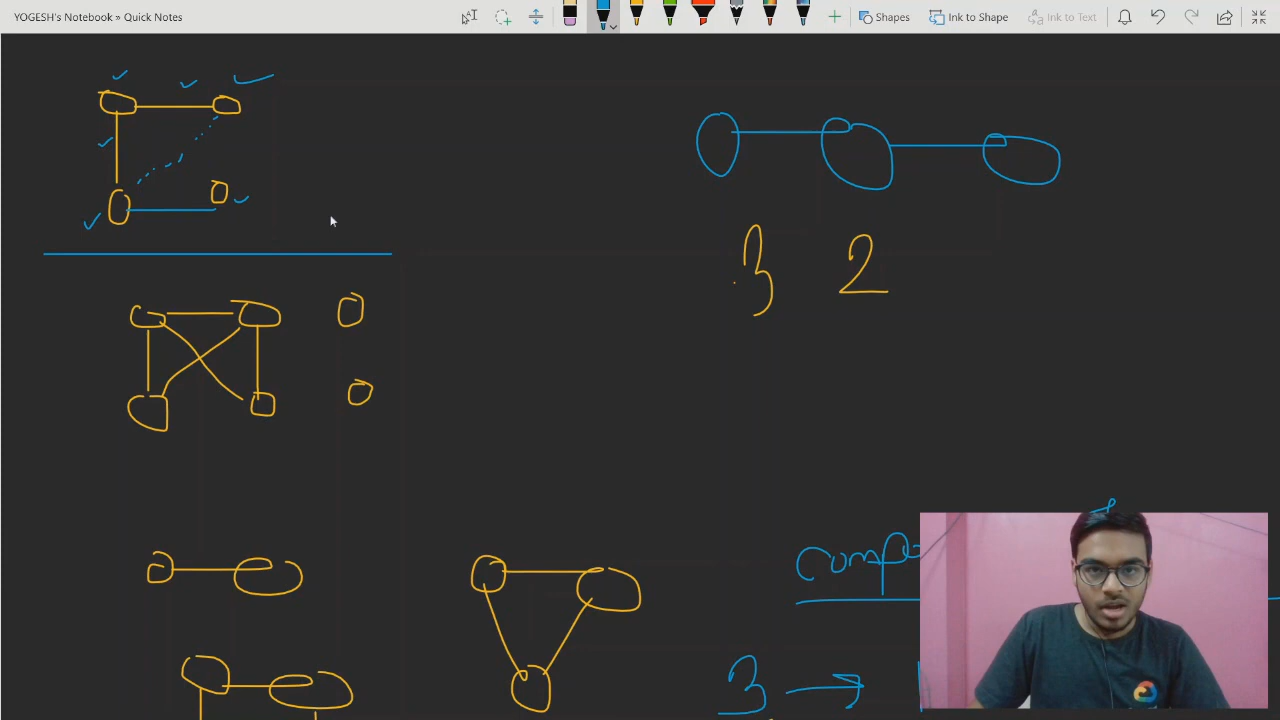 YOGESH's Notebook » Quick Notes
Shapes
Ink to Shape
Ink to Text
3 2
3 →